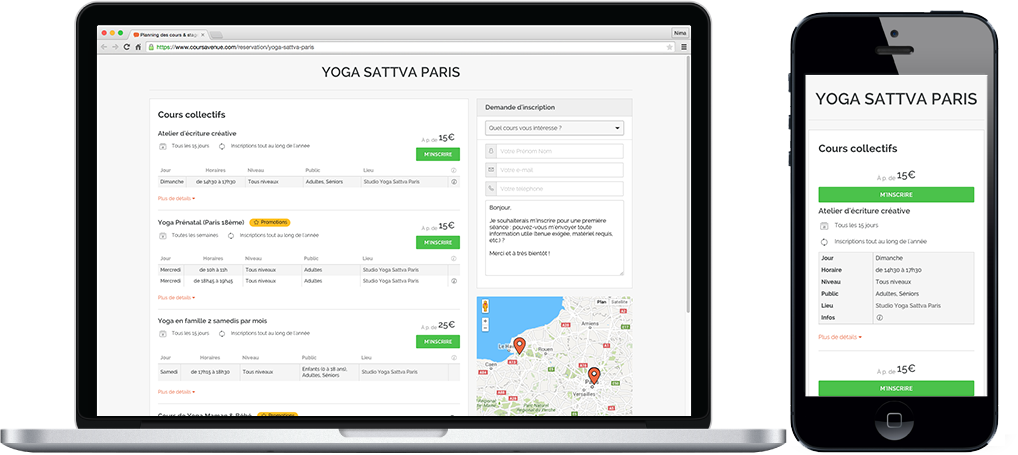 Planning des cours & stag
Nima
https://www.coursavenue.com/reservation/yoga-sattva-paris
YOGA SATTVA PARIS
Cours collectifs
Atelier d'écriture créative
Tous les 15 jours
Inscriptions tout au long de l'année
À p. de 15€
M'INSCRIRE
Jour Horaires Niveau Public Lieu
Dimanche de 14h30 à 17h30 Tous niveaux Adultes, Séniors Studio Yoga Sattva Paris
Plus de détails
Yoga Prénatal (Paris 18ème) Promotions
Toutes les semaines
Inscriptions tout au long de l'année
À p. de 15€
M'INSCRIRE
Jour Horaires Niveau Public Lieu
Mercredi de 10h à 11h Tous niveaux Adultes Studio Yoga Sattva Paris
Mercredi de 18h45 à 19h45 Tous niveaux Adultes Studio Yoga Sattva Paris
Plus de détails
Yoga en famille 2 samedis par mois
Tous les 15 jours
Inscriptions tout au long de l'année
À p. de 25€
M'INSCRIRE
Jour Horaires Niveau Public Lieu
Samedi de 17h15 à 18h30 Tous niveaux Enfants (0 à 18 ans), Studio Yoga Sattva Paris
Adultes, Séniors
Plus de détails
Cours de Yoga Maman & Bébé Promotions
Demande d'inscription
Quel cours vous intéresse ?
Votre Prénom Nom
Votre e-mail
Votre téléphone
Bonjour,
Je souhaiterais m'inscrire pour une première
séance : pouvez-vous m'envoyer toute
information utile (tenue exigée, matériel requis,
etc.) ?
Merci et à très bientôt !
Plan Satellite
Amiens
Le Ha
Rouen
Caen
Paris
Versailles
YOGA SATTVA PARIS
Cours collectifs
À p. de 15€
M'INSCRIRE
Atelier d'écriture créative
Tous les 15 jours
Inscriptions tout au long de l'année
Jour Dimanche
Horaire de 14h30 à 17h30
Niveau Tous niveaux
Public Adultes, Séniors
Lieu Studio Yoga Sattva Paris
Infos
Plus de détails
À p. de 15€
M'INSCRIRE